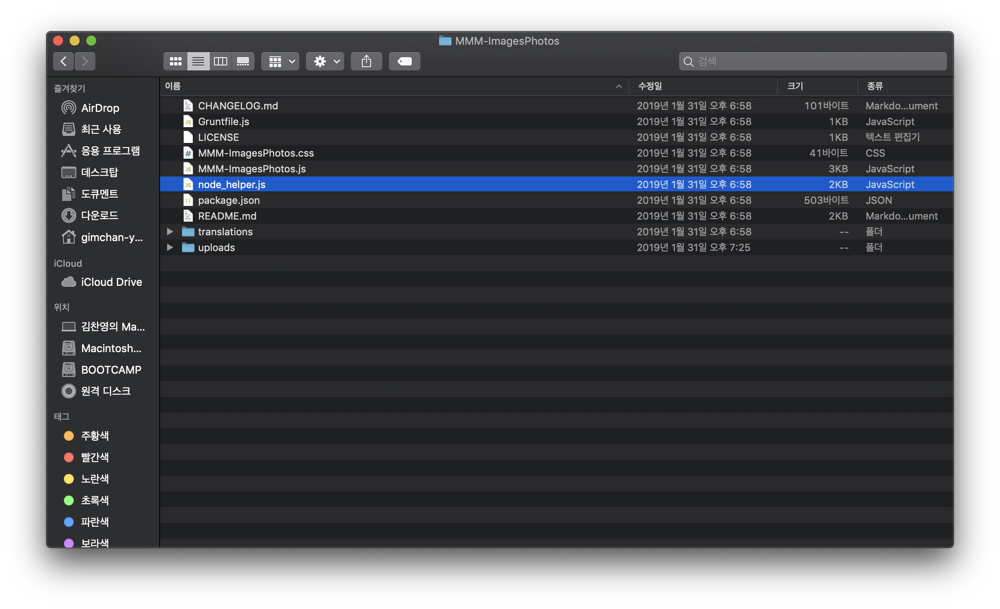 MMM-ImagesPhotos
검색
즐겨찾기
AirDrop
최근 사용
응용 프로그램
데스크탑
도큐멘트
다운로드
gimchan-y...
iCloud
iCloud Drive
위치
김찬영의 Ma...
Macintosh...
BOOTCAMP
원격 디스크
태그
주황색
빨간색
노란색
초록색
파란색
보라색
이름 수정일 크기 종류
CHANGELOG.md 2019년 1월 31일 오후 6:58 101바이트 Markdo...ument
Gruntfile.js 2019년 1월 31일 오후 6:58 1KB JavaScript
LICENSE 2019년 1월 31일 오후 6:58 1KB 텍스트 편집기
MMM-ImagesPhotos.css 2019년 1월 31일 오후 6:58 41바이트 CSS
MMM-ImagesPhotos.js 2019년 1월 31일 오후 6:58 3KB JavaScript
node_helper.js 2019년 1월 31일 오후 6:58 2KB JavaScript
package.json 2019년 1월 31일 오후 6:58 503바이트 JSON
README.md 2019년 1월 31일 오후 6:58 2KB Markdo...ument
translations 2019년 1월 31일 오후 6:58 -- 폴더
uploads 2019년 1월 31일 오후 7:25 -- 폴더